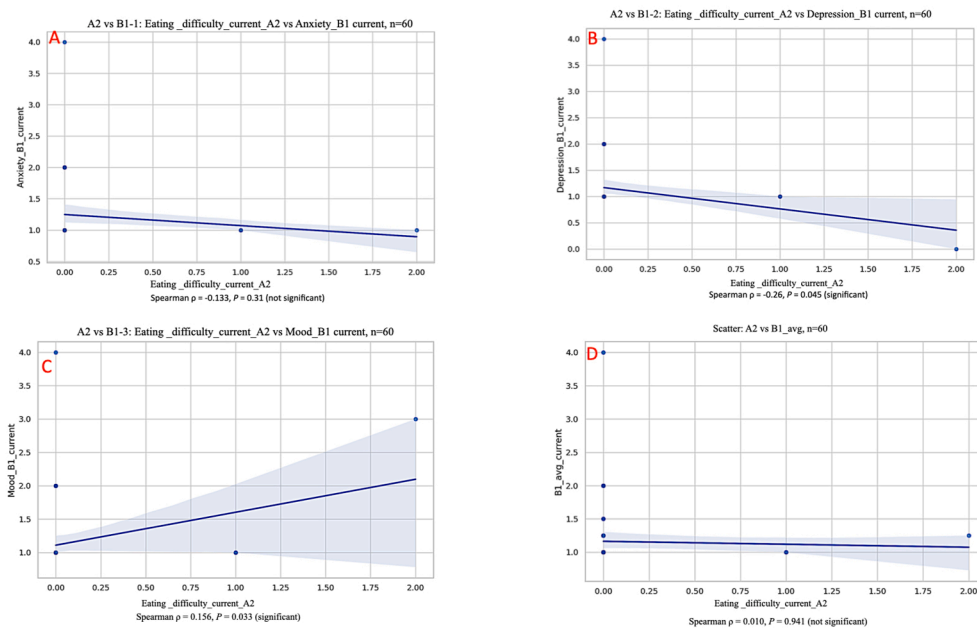 A2 vs B1-1: Eating _difficulty_current_A2 vs Anxiety_B1 current, n=60
A
4.0
3.5
3.0
2.5
2.0
1.5
1.0
0.5
Anxiety_B1_current
0.00 0.25 0.50 0.75 1.00 1.25 1.50 1.75 2.00
Eating _difficulty_current_A2
Spearman ρ = -0.133, P = 0.31 (not significant)
A2 vs B1-2: Eating _difficulty_current_A2 vs Depression_B1 current, n=60
B
4.0
3.5
3.0
2.5
2.0
1.5
1.0
0.5
0.0
Depression_B1_current
0.00 0.25 0.50 0.75 1.00 1.25 1.50 1.75 2.00
Eating _difficulty_current_A2
Spearman ρ = -0.26, P = 0.045 (significant)
A2 vs B1-3: Eating _difficulty_current_A2 vs Mood_B1 current, n=60
C
4.0
3.5
3.0
2.5
2.0
1.5
1.0
Mood_B1_current
0.00 0.25 0.50 0.75 1.00 1.25 1.50 1.75 2.00
Eating _difficulty_current_A2
Spearman ρ = 0.156, P = 0.033 (significant)
Scatter: A2 vs B1_avg, n=60
D
4.0
3.5
3.0
2.5
2.0
1.5
1.0
B1_avg_current
0.00 0.25 0.50 0.75 1.00 1.25 1.50 1.75 2.00
Eating _difficulty_current_A2
Spearman ρ = 0.010, P = 0.941 (not significant)